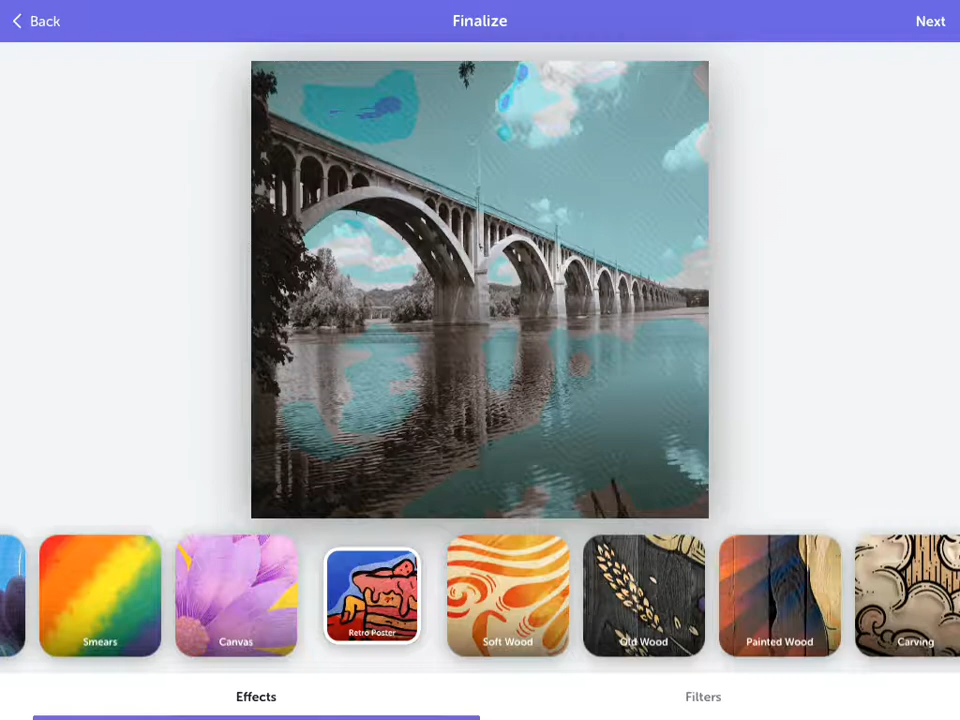 Back
Finalize
Next
Smears
Canvas
Retro Poster
Soft Wood
Old Wood
Painted Wood
Carving
Effects
Filters